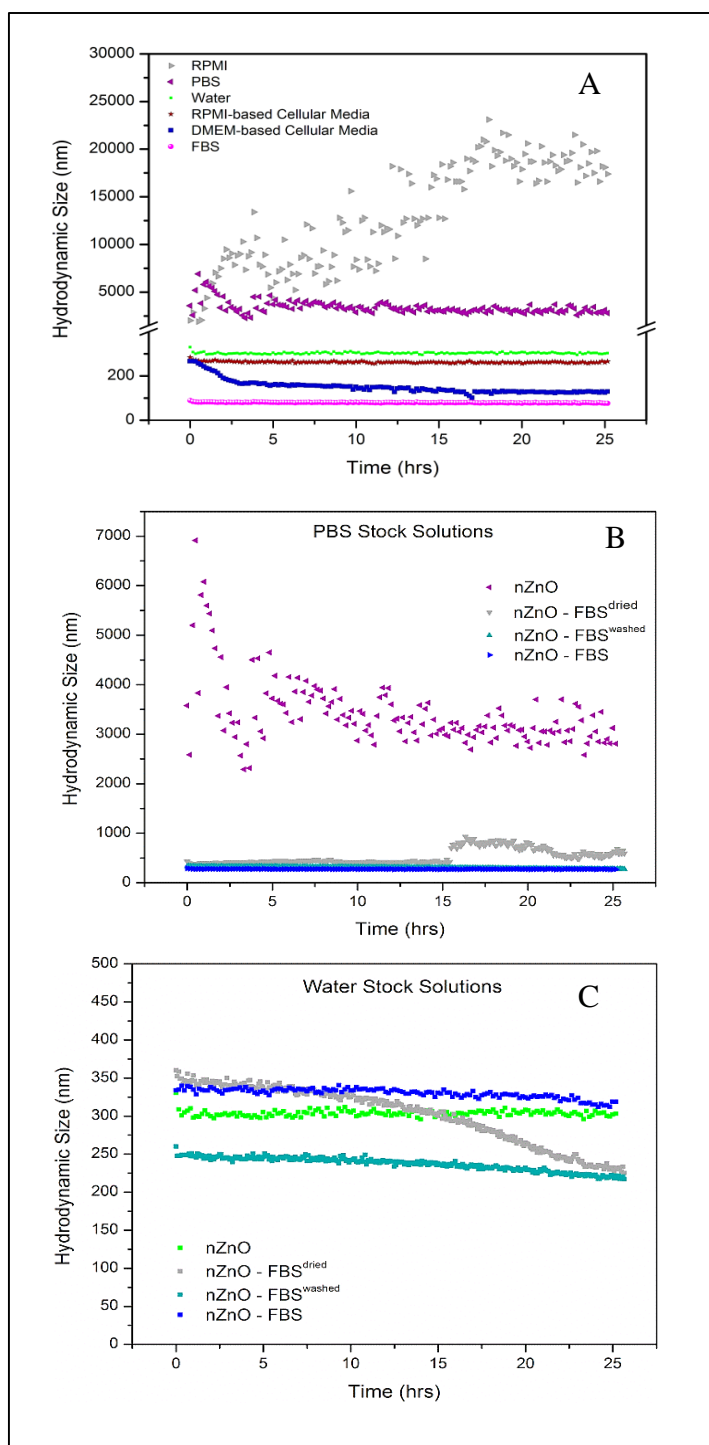 A
30000
25000
20000
15000
10000
5000
200
0
Hydrodynamic Size (nm)
RPMI
PBS
Water
RPMI-based Cellular Media
DMEM-based Cellular Media
FBS
0 5 10 15 20 25
Time (hrs)
PBS Stock Solutions
B
7000
6000
5000
4000
3000
2000
1000
0
Hydrodynamic Size (nm)
nZnO
nZnO - FBSdried
nZnO - FBSwashed
nZnO - FBS
0 5 10 15 20 25
Time (hrs)
Water Stock Solutions
C
500
450
400
350
300
250
200
150
100
50
0
Hydrodynamic Size (nm)
nZnO
nZnO - FBSdried
nZnO - FBSwashed
nZnO - FBS
0 5 10 15 20 25
Time (hrs)